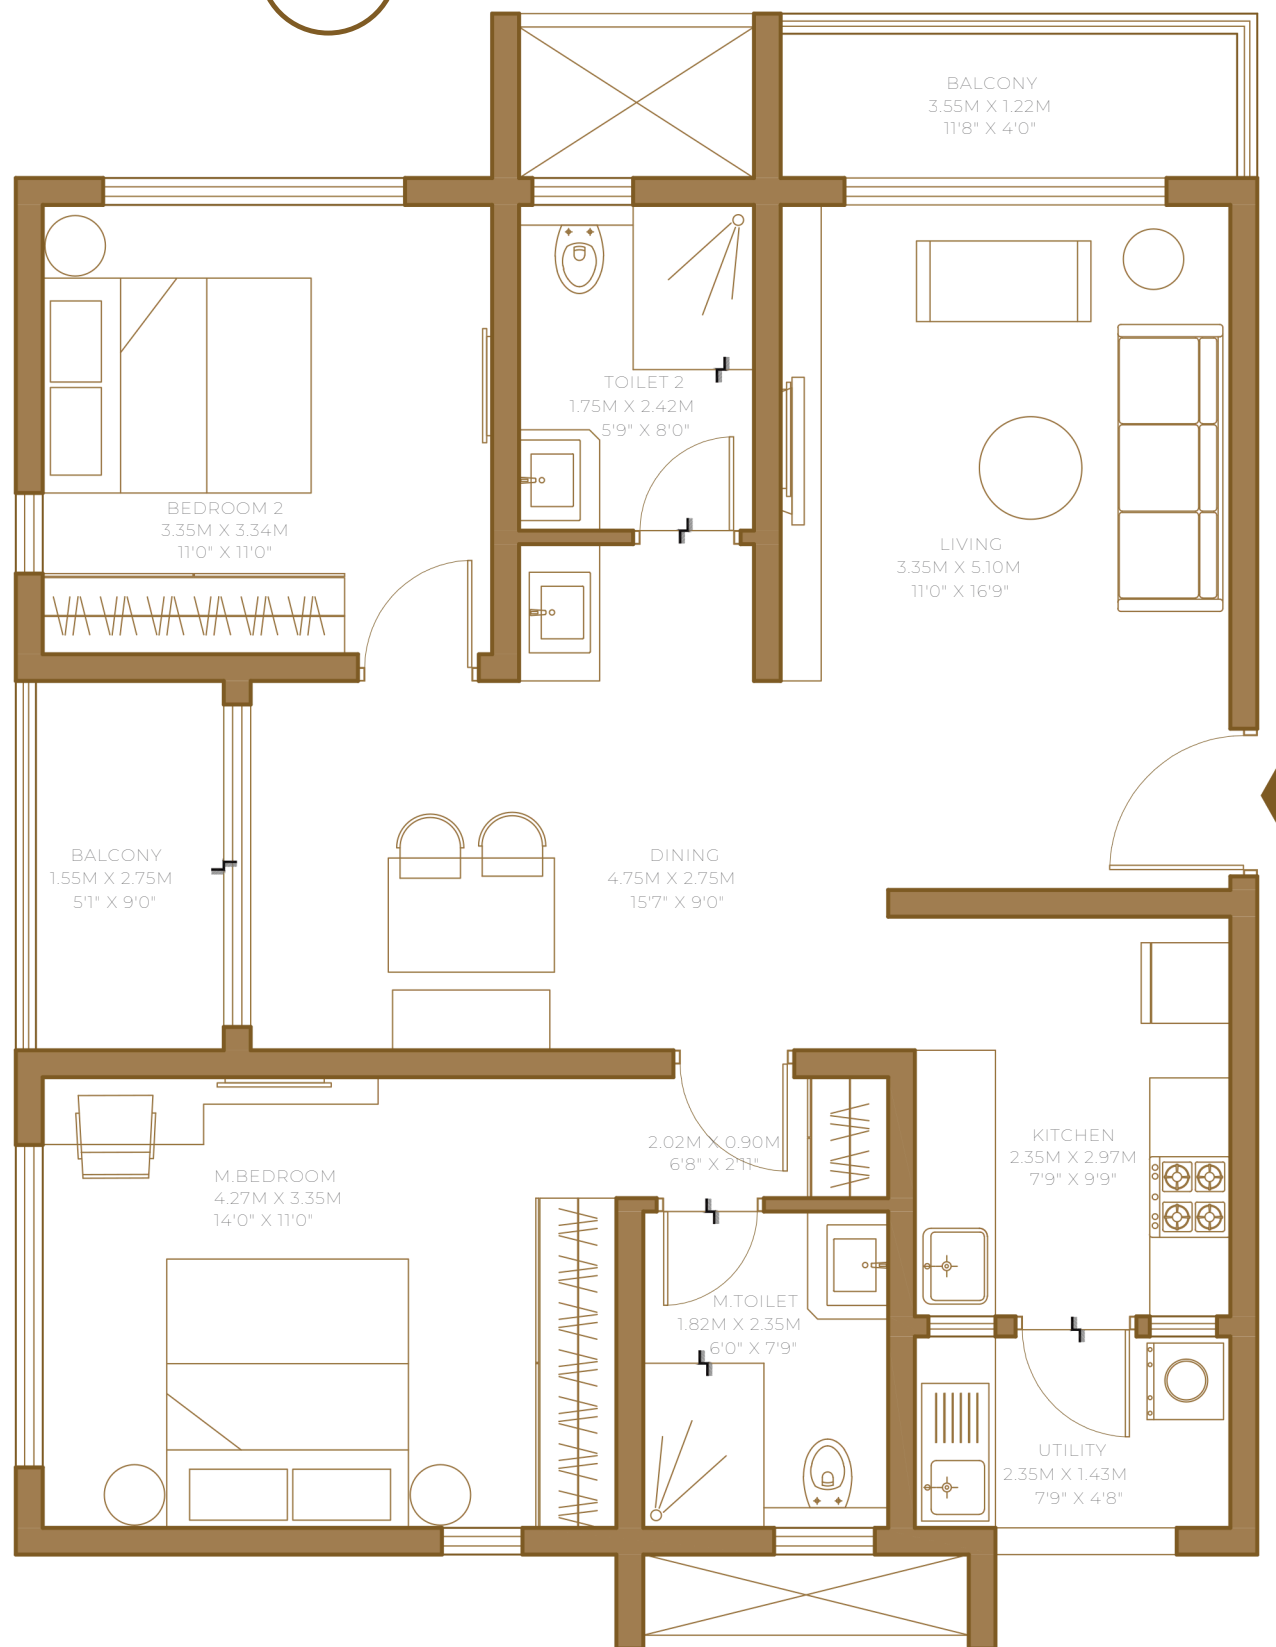 BALCONY
3.55M X 1.22M
11'8" X 4'0"
TOILET 2
1.75M X 2.42M
5'9" X 8'0"
BEDROOM 2
3.35M X 3.34M
11'0" X 11'0"
LIVING
3.35M X 5.10M
11'0" X 16'9"
BALCONY
1.55M X 2.75M
5'1" X 9'0"
DINING
4.75M X 2.75M
15'7" X 9'0"
2.02M X 0.90M
6'8" X 2'11"
KITCHEN
2.35M X 2.97M
7'9" X 9'9"
M.BEDROOM
4.27M X 3.35M
14'0" X 11'0"
M.TOILET
1.82M X 2.35M
6'0" X 7'9"
UTILITY
2.35M X 1.43M
7'9" X 4'8"